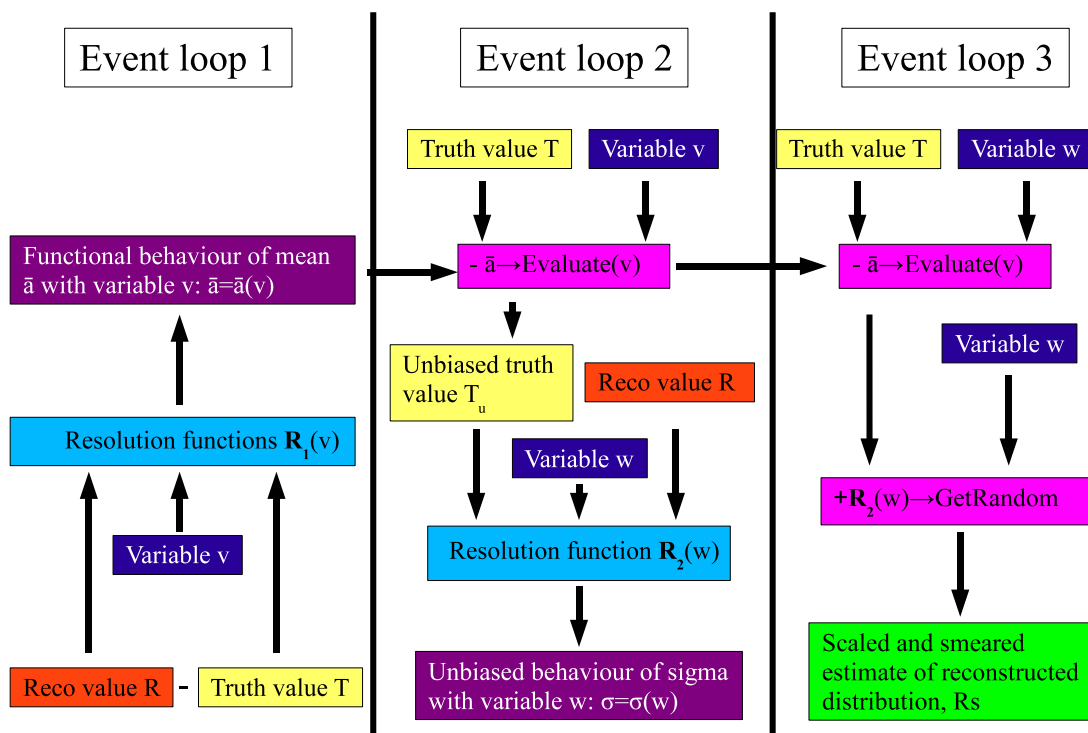 Event loop 1
Functional behaviour of mean
ā with variable v: ā=ā(v)
Resolution functions R₁(v)
Variable v
Reco value R
-
Truth value T
Event loop 2
Truth value T
Variable v
- ā→Evaluate(v)
Unbiased truth
value Tᵤ
Reco value R
Variable w
Resolution function R₂(w)
Unbiased behaviour of sigma
with variable w: σ=σ(w)
Event loop 3
Truth value T
Variable w
- ā→Evaluate(v)
Variable w
+R₂(w)→GetRandom
Scaled and smeared
estimate of reconstructed
distribution, Rs